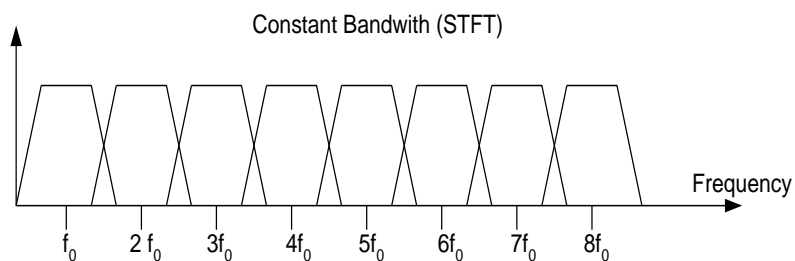 Constant Bandwith (STFT)
Frequency
f₀ 2 f₀ 3f₀ 4f₀ 5f₀ 6f₀ 7f₀ 8f₀